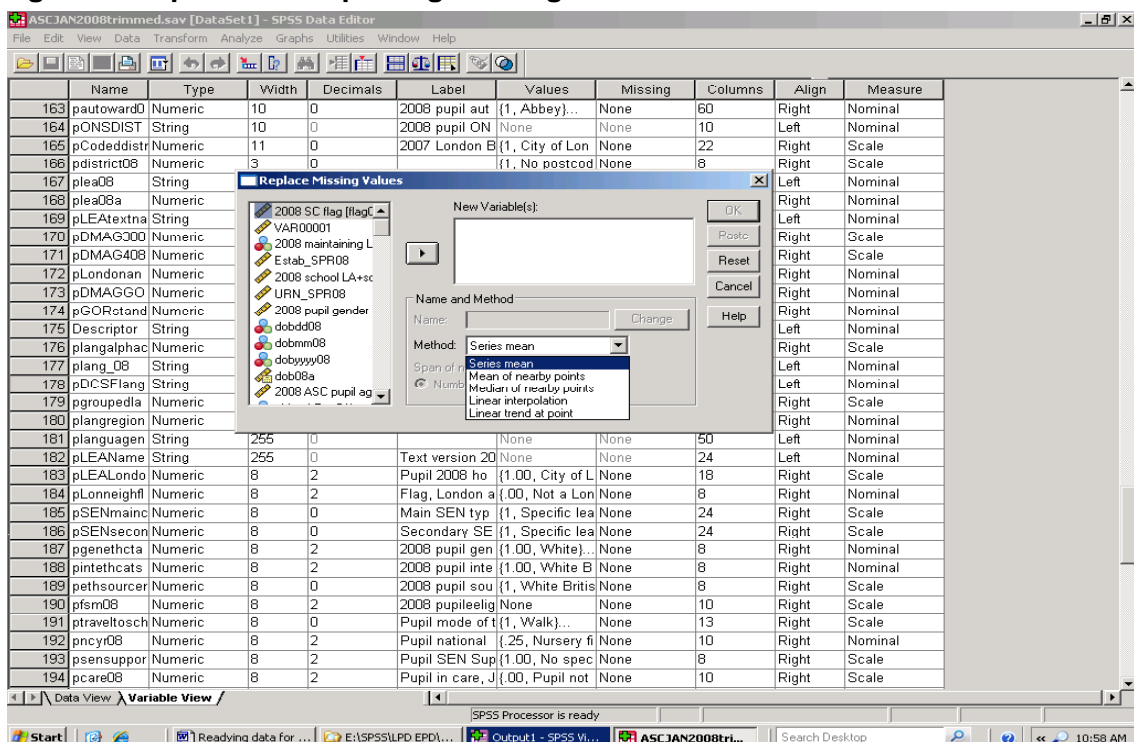 ASCJAN2008trimmed.sav [DataSet1] - SPSS Data Editor
File Edit View Data Transform Analyze Graphs Utilities Window Help
Name Type Width Decimals Label Values Missing Columns Align Measure
163 pautoward0 Numeric 10 0 2008 pupil aut {1, Abbey}... None 60 Right Nominal
164 pONSDIST String 10 0 2008 pupil ON None None 10 Left Nominal
165 pCodeddistr Numeric 11 0 2007 London B {1, City of Lon None 22 Right Scale
166 pdistrict08 Numeric 3 0 {1, No postcod None 8 Right Scale
167 plea08 String Left Nominal
168 plea08a Numeric Right Nominal
169 pLEAtextna String Left Nominal
170 pDMAG300 Numeric Right Scale
171 pDMAG408 Numeric Right Scale
172 pLondonan Numeric Right Nominal
173 pDMAGGO Numeric Right Nominal
174 pGORstand Numeric Right Nominal
175 Descriptor String Left Nominal
176 plangalphac Numeric Right Scale
177 plang_08 String Left Nominal
178 pDCSFlang String Left Nominal
179 pgroupedla Numeric Right Scale
180 plangregion Numeric Right Nominal
181 planguagen String 255 0 None None 50 Left Nominal
182 pLEAName String 255 0 Text version 20 None None 24 Left Nominal
183 pLEALondo Numeric 8 2 Pupil 2008 ho {1.00, City of L None 18 Right Scale
184 pLonneighfl Numeric 8 2 Flag, London a {.00, Not a Lon None 8 Right Nominal
185 pSENmainc Numeric 8 0 Main SEN typ {1, Specific lea None 24 Right Scale
186 pSENsecon Numeric 8 0 Secondary SE {1, Specific lea None 24 Right Scale
187 pgenethcta Numeric 8 2 2008 pupil gen {1.00, White}... None 8 Right Nominal
188 pintethcats Numeric 8 2 2008 pupil inte {1.00, White B None 8 Right Nominal
189 pethsourcer Numeric 8 0 2008 pupil sou {1, White Britis None 8 Right Scale
190 pfsm08 Numeric 8 2 2008 pupileelig None None 10 Right Scale
191 ptraveltosch Numeric 8 0 Pupil mode of t {1, Walk}... None 13 Right Scale
192 pncyr08 Numeric 8 2 Pupil national {.25, Nursery fi None 10 Right Nominal
193 psensuppor Numeric 8 2 Pupil SEN Sup {1.00, No spec None 8 Right Scale
194 pcare08 Numeric 8 2 Pupil in care, J {.00, Pupil not None 10 Right Scale
Replace Missing Values
2008 SC flag [flagC
VAR00001
2008 maintaining L
Estab_SPR08
2008 school LA+sc
URN_SPR08
2008 pupil gender
dobdd08
dobmm08
dobyyyy08
dob08a
2008 ASC pupil ag
New Variable(s):
OK
Paste
Reset
Cancel
Help
Name and Method
Name:
Change
Method: Series mean
Span of n
Numb
Series mean
Mean of nearby points
Median of nearby points
Linear interpolation
Linear trend at point
Data View Variable View
SPSS Processor is ready
Start Readying data for ... E:\SPSS\LPD EPD\... Output1 - SPSS Vi... ASCJAN2008tri... Search Desktop 10:58 AM